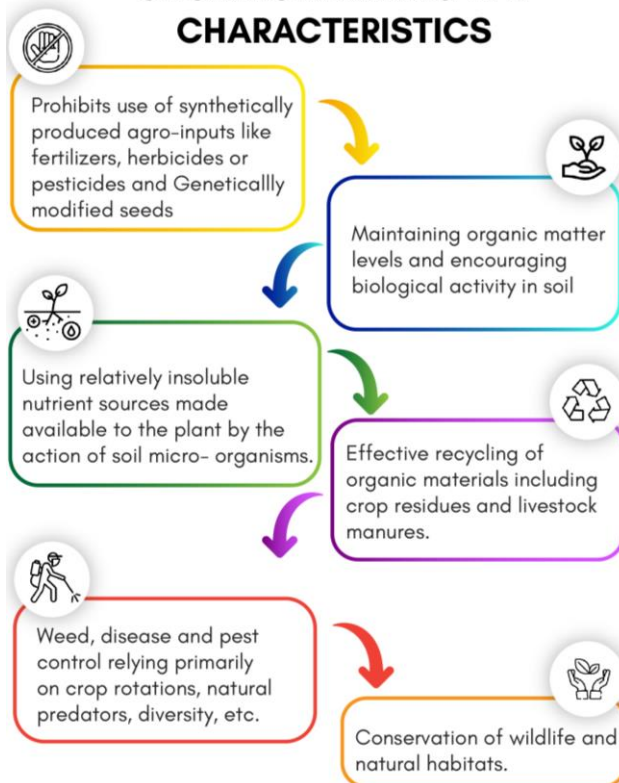 CHARACTERISTICS
Prohibits use of synthetically
produced agro-inputs like
fertilizers, herbicides or
pesticides and Geneticallly
modified seeds
Maintaining organic matter
levels and encouraging
biological activity in soil
Using relatively insoluble
nutrient sources made
available to the plant by the
action of soil micro- organisms.
Effective recycling of
organic materials including
crop residues and livestock
manures.
Weed, disease and pest
control relying primarily
on crop rotations, natural
predators, diversity, etc.
Conservation of wildlife and
natural habitats.